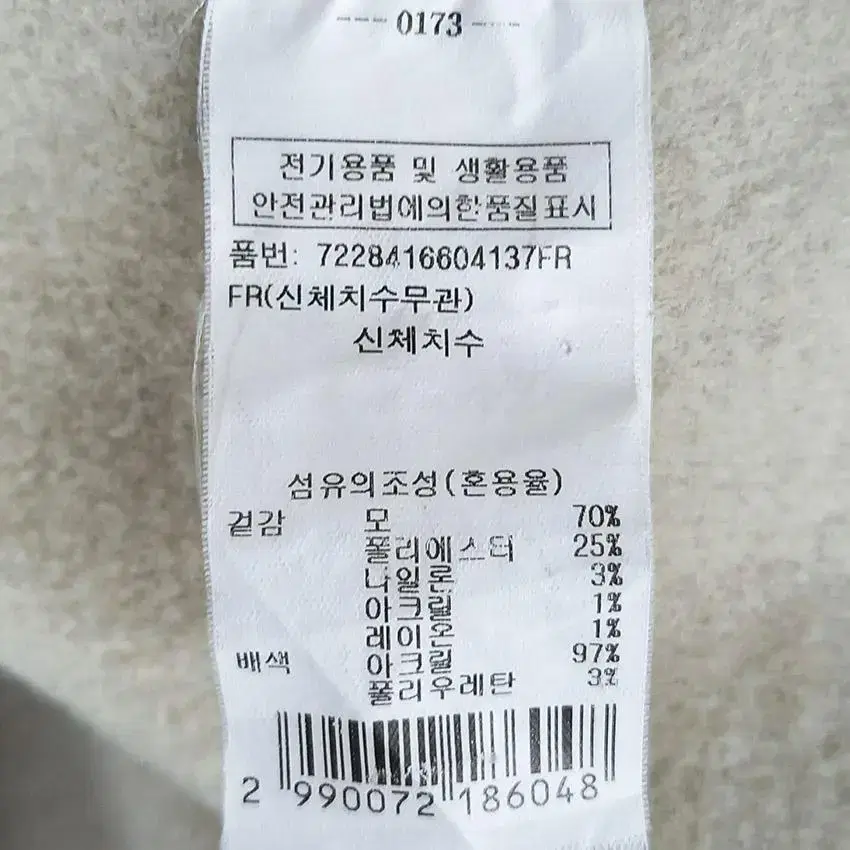 --- 0173 ---
전기용품 및 생활용품
안전관리법에의한품질표시
품번: 7228416604137FR
FR(신체치수무관)
신체치수
섬유의조성(혼용율)
겉감 모 70%
폴리에스터 25%
나일론 3%
아크릴 1%
레이온 1%
배색 아크릴 97%
폴리우레탄 3%
2 990072 186048